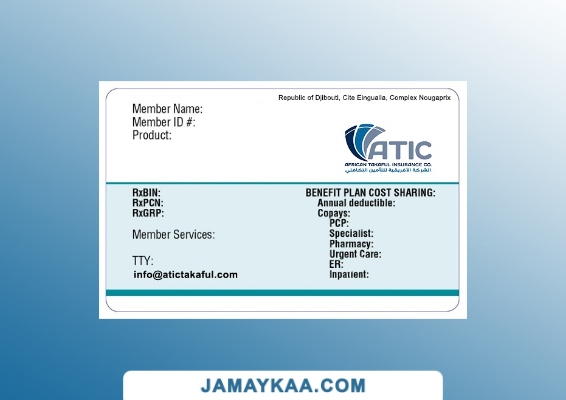 Republic of Djibouti, Cite Eingualla, Complex Nougaprix
Member Name:
Member ID #:
Product:
ATIC
AFRICAN TAKAFUL INSURANCE CO.
الشركة الافريقية للتأمين التكافلي
RxBIN:
RxPCN:
RxGRP:
Member Services:
TTY:
info@atictakaful.com
BENEFIT PLAN COST SHARING:
Annual deductible:
Copays:
PCP:
Specialist:
Pharmacy:
Urgent Care:
ER:
Inpatient:
JAMAYKAA.COM